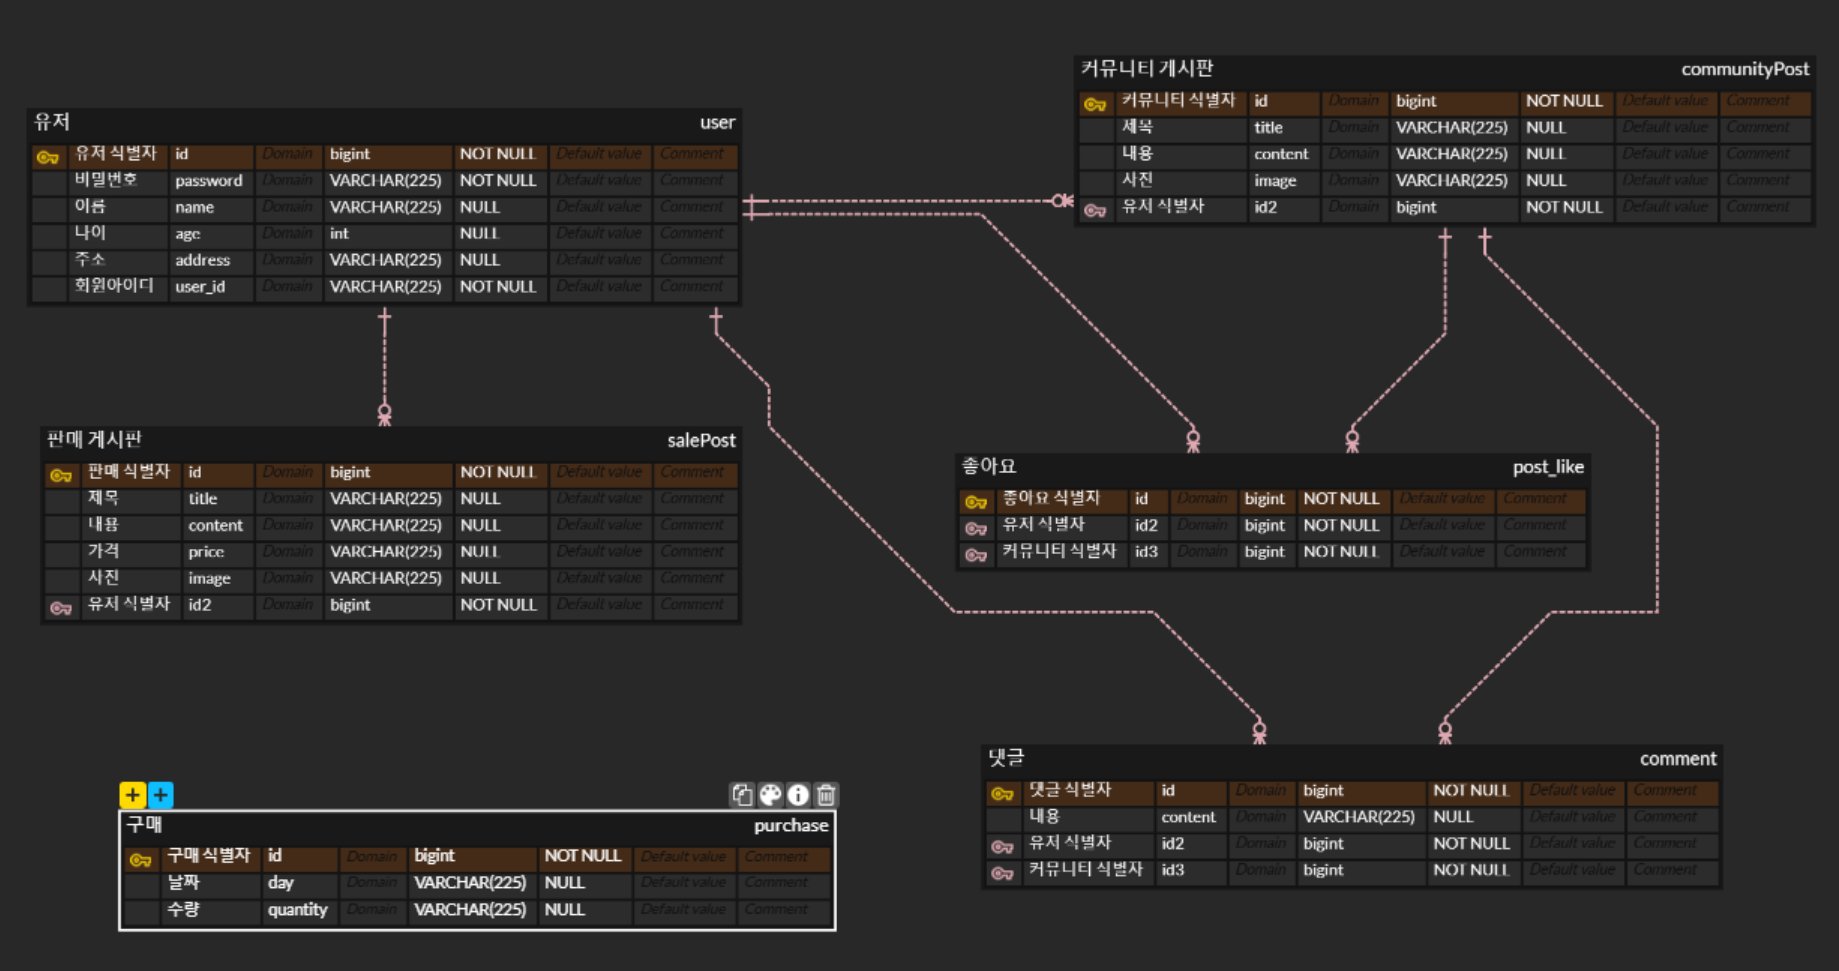 유저 user
유저 식별자 id Domain bigint NOT NULL Default value Comment
비밀번호 password Domain VARCHAR(225) NOT NULL Default value Comment
이름 name Domain VARCHAR(225) NULL Default value Comment
나이 age Domain int NULL Default value Comment
주소 address Domain VARCHAR(225) NULL Default value Comment
회원아이디 user_id Domain VARCHAR(225) NOT NULL Default value Comment
커뮤니티 게시판 communityPost
커뮤니티 식별자 id Domain bigint NOT NULL Default value Comment
제목 title Domain VARCHAR(225) NULL Default value Comment
내용 content Domain VARCHAR(225) NULL Default value Comment
사진 image Domain VARCHAR(225) NULL Default value Comment
유저 식별자 id2 Domain bigint NOT NULL Default value Comment
판매 게시판 salePost
판매 식별자 id Domain bigint NOT NULL Default value Comment
제목 title Domain VARCHAR(225) NULL Default value Comment
내용 content Domain VARCHAR(225) NULL Default value Comment
가격 price Domain VARCHAR(225) NULL Default value Comment
사진 image Domain VARCHAR(225) NULL Default value Comment
유저 식별자 id2 Domain bigint NOT NULL Default value Comment
좋아요 post_like
좋아요 식별자 id Domain bigint NOT NULL Default value Comment
유저 식별자 id2 Domain bigint NOT NULL Default value Comment
커뮤니티 식별자 id3 Domain bigint NOT NULL Default value Comment
댓글 comment
댓글 식별자 id Domain bigint NOT NULL Default value Comment
내용 content Domain VARCHAR(225) NULL Default value Comment
유저 식별자 id2 Domain bigint NOT NULL Default value Comment
커뮤니티 식별자 id3 Domain bigint NOT NULL Default value Comment
구매 purchase
구매 식별자 id Domain bigint NOT NULL Default value Comment
날짜 day Domain VARCHAR(225) NULL Default value Comment
수량 quantity Domain VARCHAR(225) NULL Default value Comment